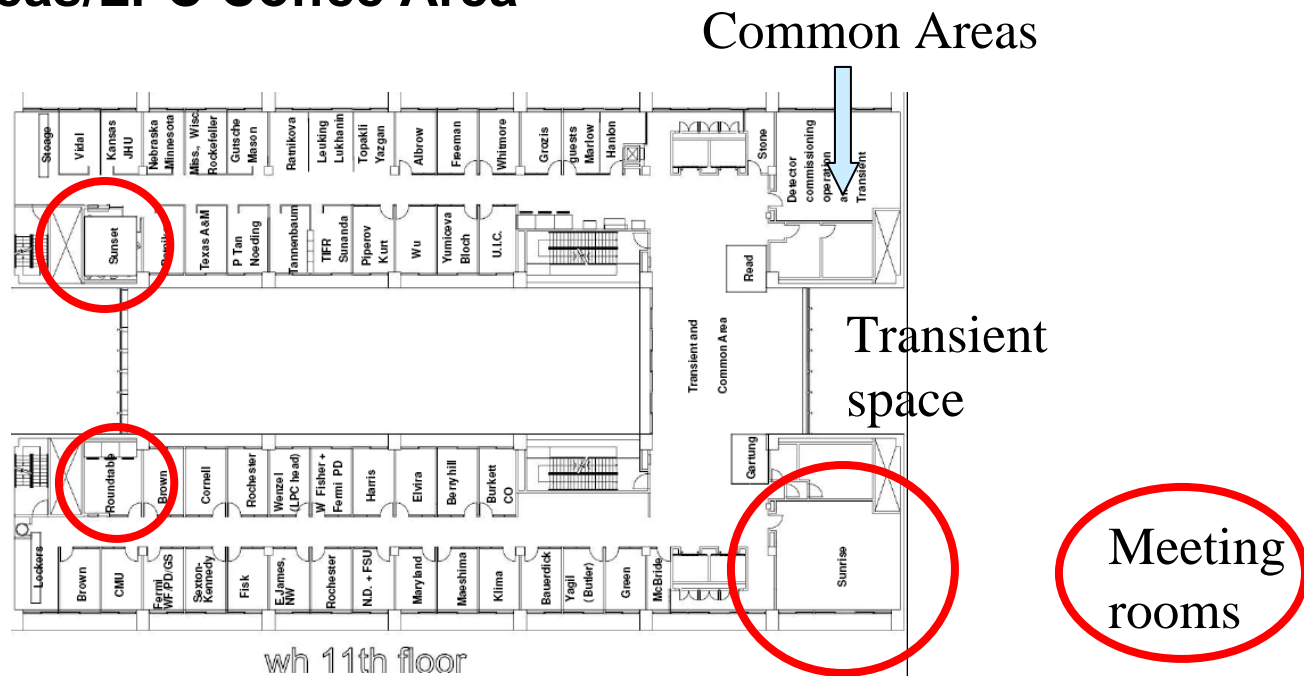 Common Areas
Storage
Vidal
Kansas
JHU
Nebraska
Minnesota
Miss., Wisc.
Rockefeller
Gutsche
Mason
Ratnikova
Leuking
Lukhanin
Topakli
Yazgan
Albrow
Freeman
Whitmore
Grozis
guests
Marlow
Hanlon
Stone
Detector
commissioning
operation
Transient
Sunset
Texas A&M
P Tan
Noeding
Tannenbaum
TIFR
Sunanda
Piperov
Kurt
Wu
Yumiceva
Bloch
U.I.C.
Read
Transient and
Common Area
Transient
space
Roundtable
Brown
Cornell
Rochester
Wenzel
(LPC head)
W Fisher +
Fermi PD
Harris
Elvira
Berryhill
Burkett
CO
Gartung
Lockers
Brown
CMU
Fermi
WF/PD/GS
Sexton-
Kennedy
Fisk
E.James,
NW
Rochester
N.D. + FSU
Maryland
Maeshima
Klima
Bauerdick
Yagil
(Butler)
Green
McBride
Sunrise
Meeting
rooms
wh 11th floor